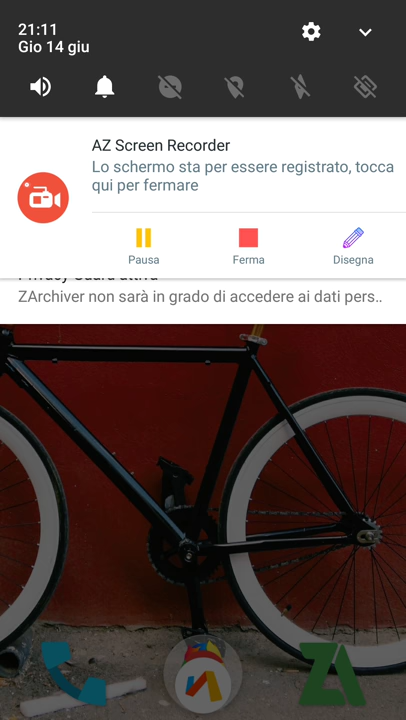 21:11
Gio 14 giu
AZ Screen Recorder
Lo schermo sta per essere registrato, tocca
qui per fermare
Pausa
Ferma
Disegna
Privacy Guard attiva
ZArchiver non sarà in grado di accedere ai dati pers..
ZA